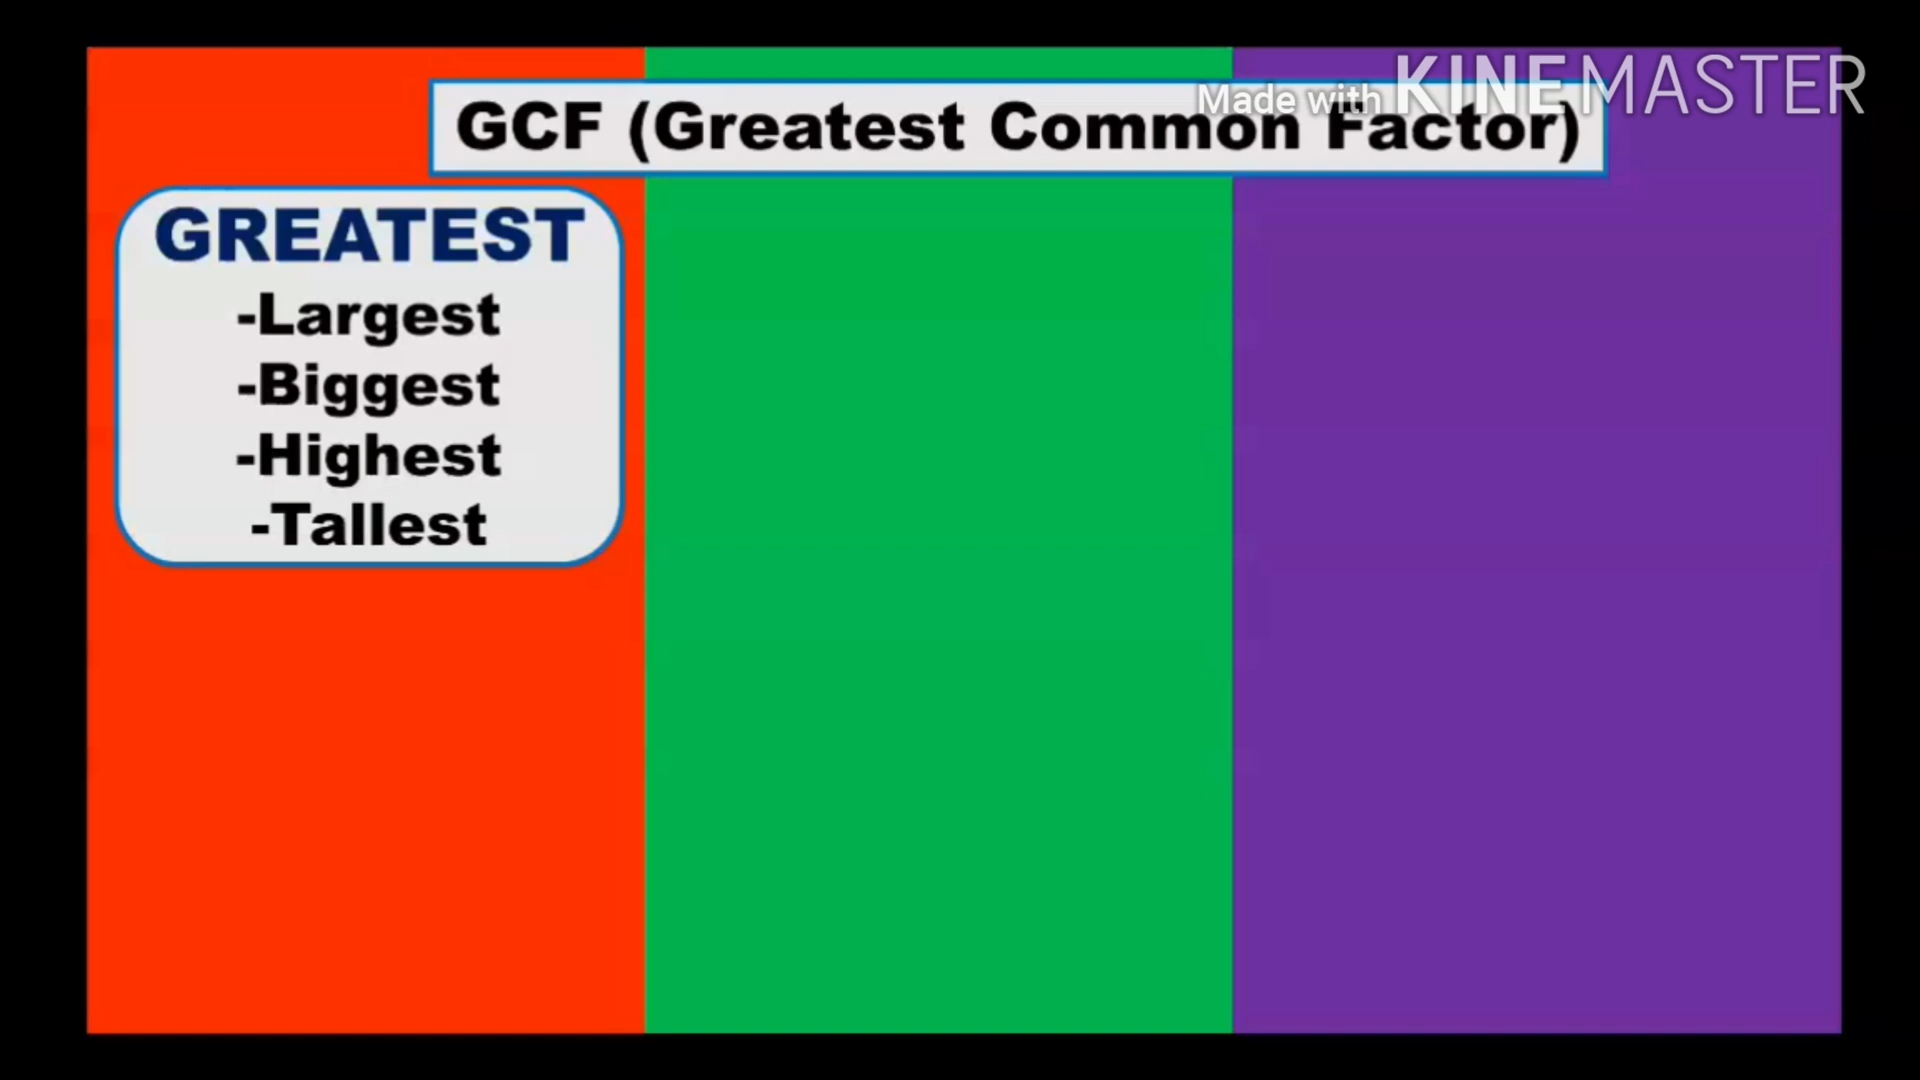 Made with KINEMASTER
GCF (Greatest Common Factor)
GREATEST
-Largest
-Biggest
-Highest
-Tallest